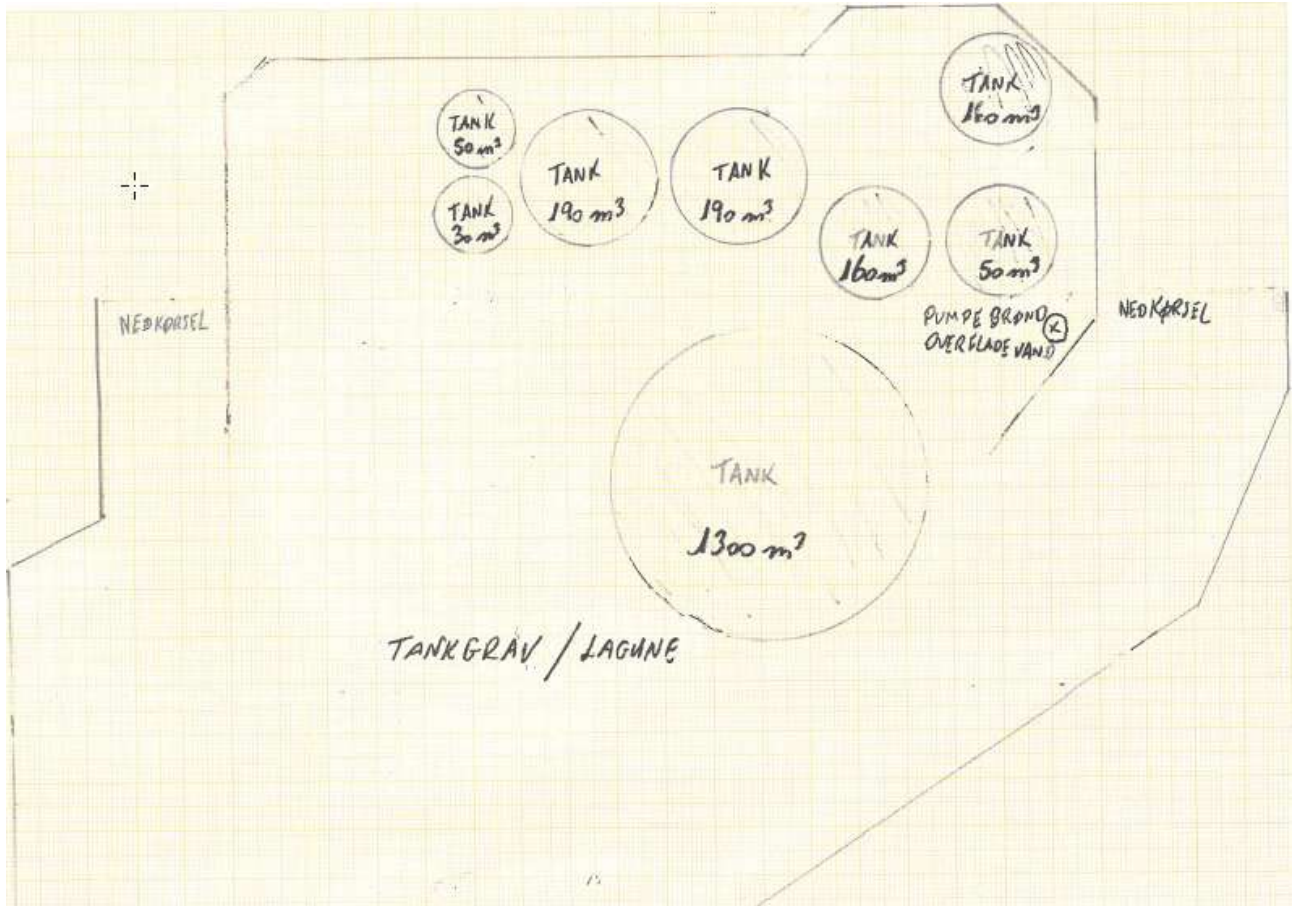 TANK
m³
TANK
50 m³
TANK
190 m³
TANK
190 m³
TANK
30 m³
TANK
160 m³
TANK
50 m³
NEDKØRSEL
PUMPE BRØND X
OVERFLADE VAND
NEDKØRSEL
TANK
1300 m³
TANKGRAV / LAGUNE